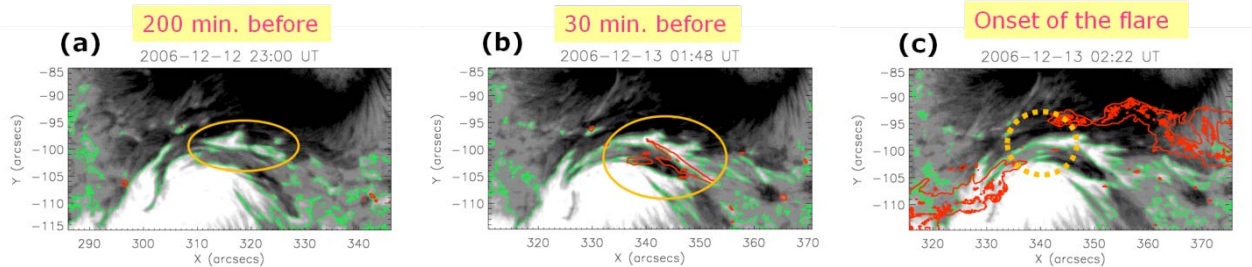 200 min. before
(a)
2006-12-12 23:00 UT
-85
-90
-95
-100
-105
-110
-115
Y (arcsecs)
290 300 310 320 330 340
X (arcsecs)
30 min. before
(b)
2006-12-13 01:48 UT
-85
-90
-95
-100
-105
-110
Y (arcsecs)
320 330 340 350 360 370
X (arcsecs)
Onset of the flare
(c)
2006-12-13 02:22 UT
-85
-90
-95
-100
-105
-110
Y (arcsecs)
320 330 340 350 360 370
X (arcsecs)